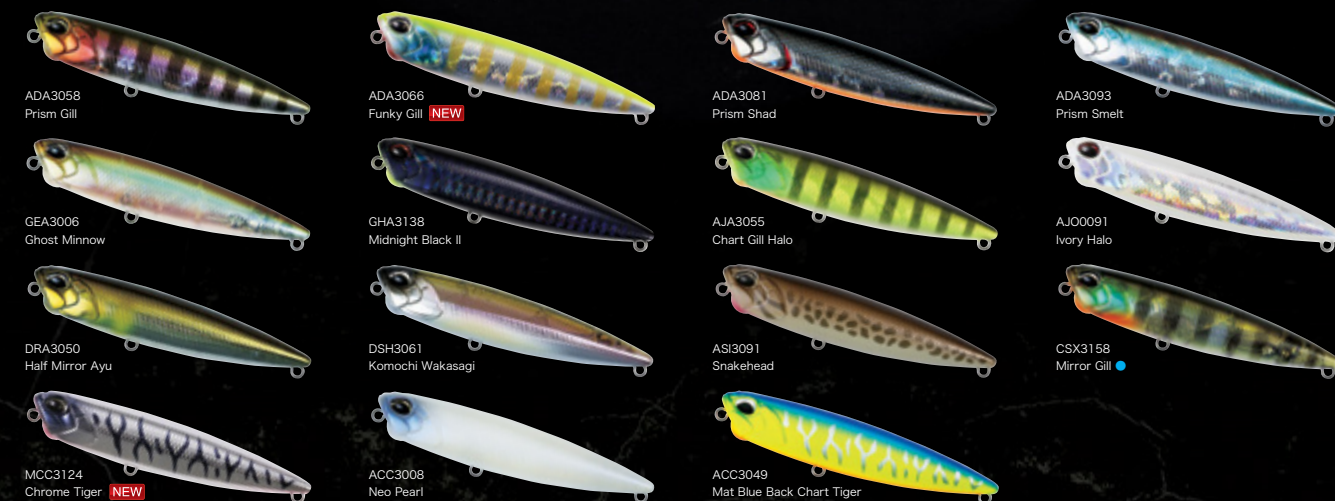 ADA3058
Prism Gill
ADA3066
Funky Gill NEW
ADA3081
Prism Shad
ADA3093
Prism Smelt
GEA3006
Ghost Minnow
GHA3138
Midnight Black II
AJA3055
Chart Gill Halo
AJO0091
Ivory Halo
DRA3050
Half Mirror Ayu
DSH3061
Komochi Wakasagi
ASI3091
Snakehead
CSX3158
Mirror Gill
MCC3124
Chrome Tiger NEW
ACC3008
Neo Pearl
ACC3049
Mat Blue Back Chart Tiger